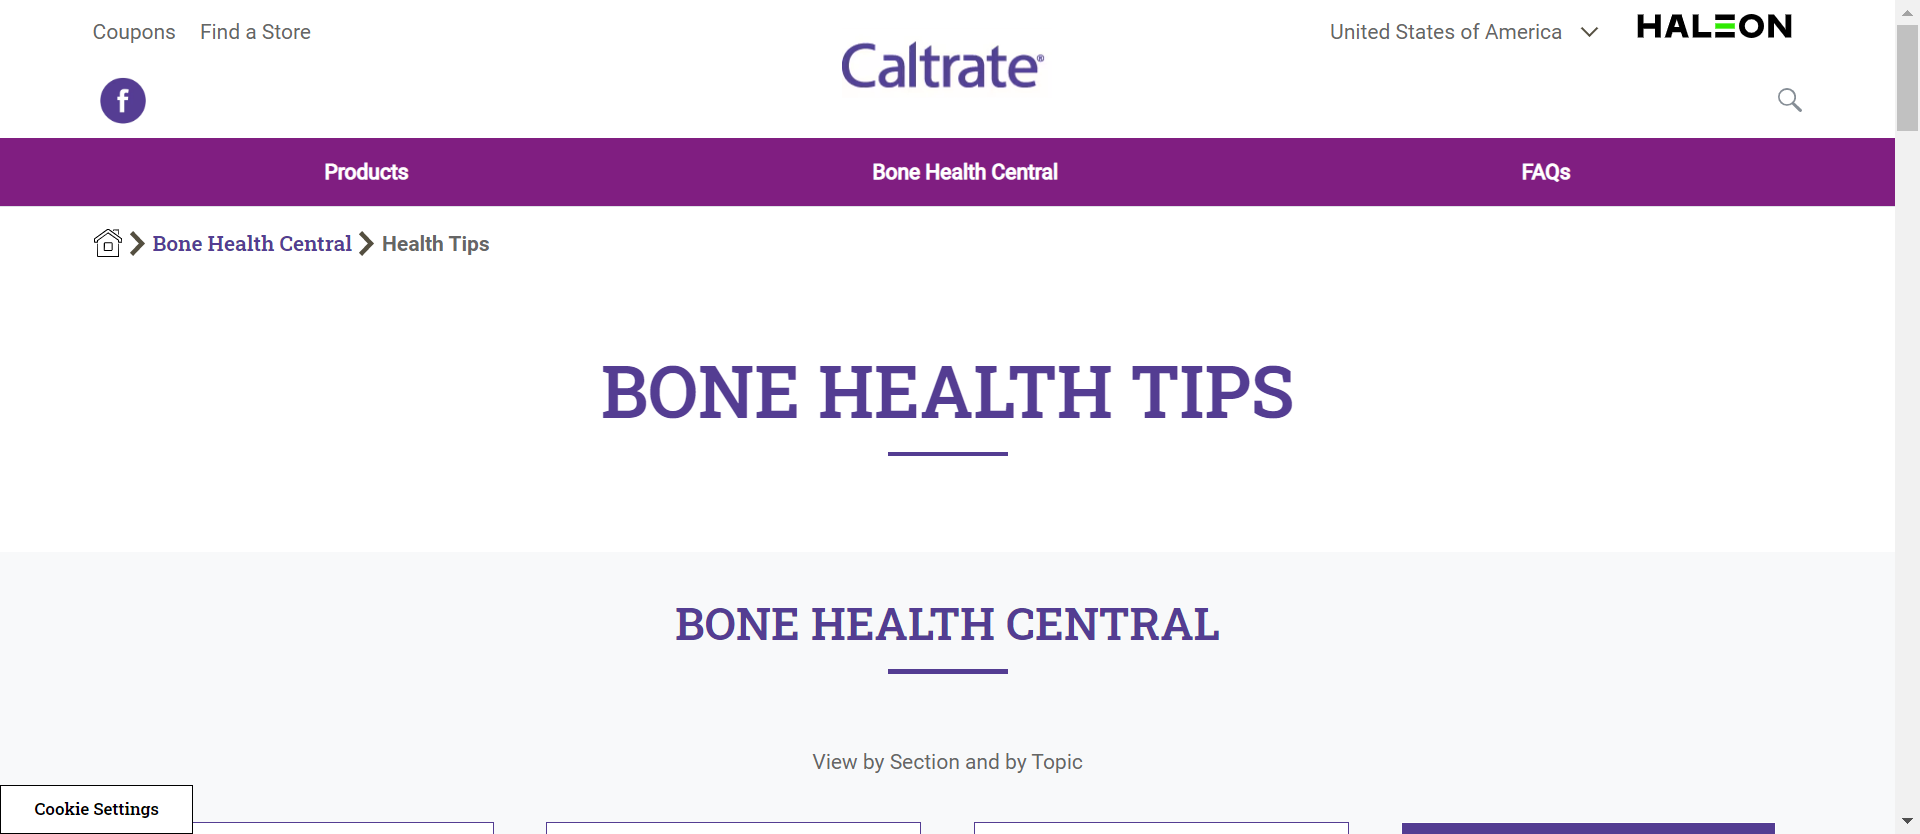 Coupons Find a Store
United States of America
HALEON
Caltrate®
f
Products Bone Health Central FAQs
Bone Health Central Health Tips
BONE HEALTH TIPS
BONE HEALTH CENTRAL
View by Section and by Topic
Cookie Settings